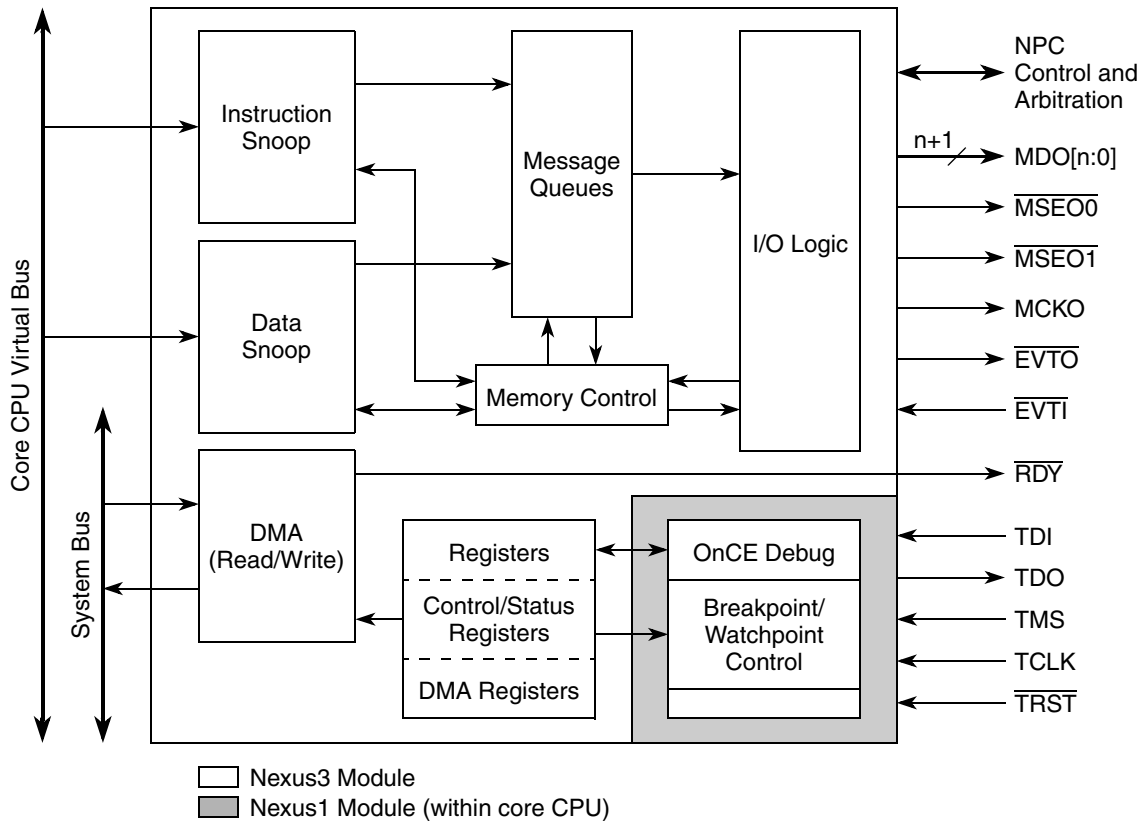 Core CPU Virtual Bus
System Bus
Instruction
Snoop
Data
Snoop
DMA
(Read/Write)
Message
Queues
Memory Control
I/O Logic
Registers
Control/Status
Registers
DMA Registers
OnCE Debug
Breakpoint/
Watchpoint
Control
NPC
Control and
Arbitration
n+1
MDO[n:0]
MSEO0
MSEO1
MCKO
EVTO
EVTI
RDY
TDI
TDO
TMS
TCLK
TRST
Nexus3 Module
Nexus1 Module (within core CPU)